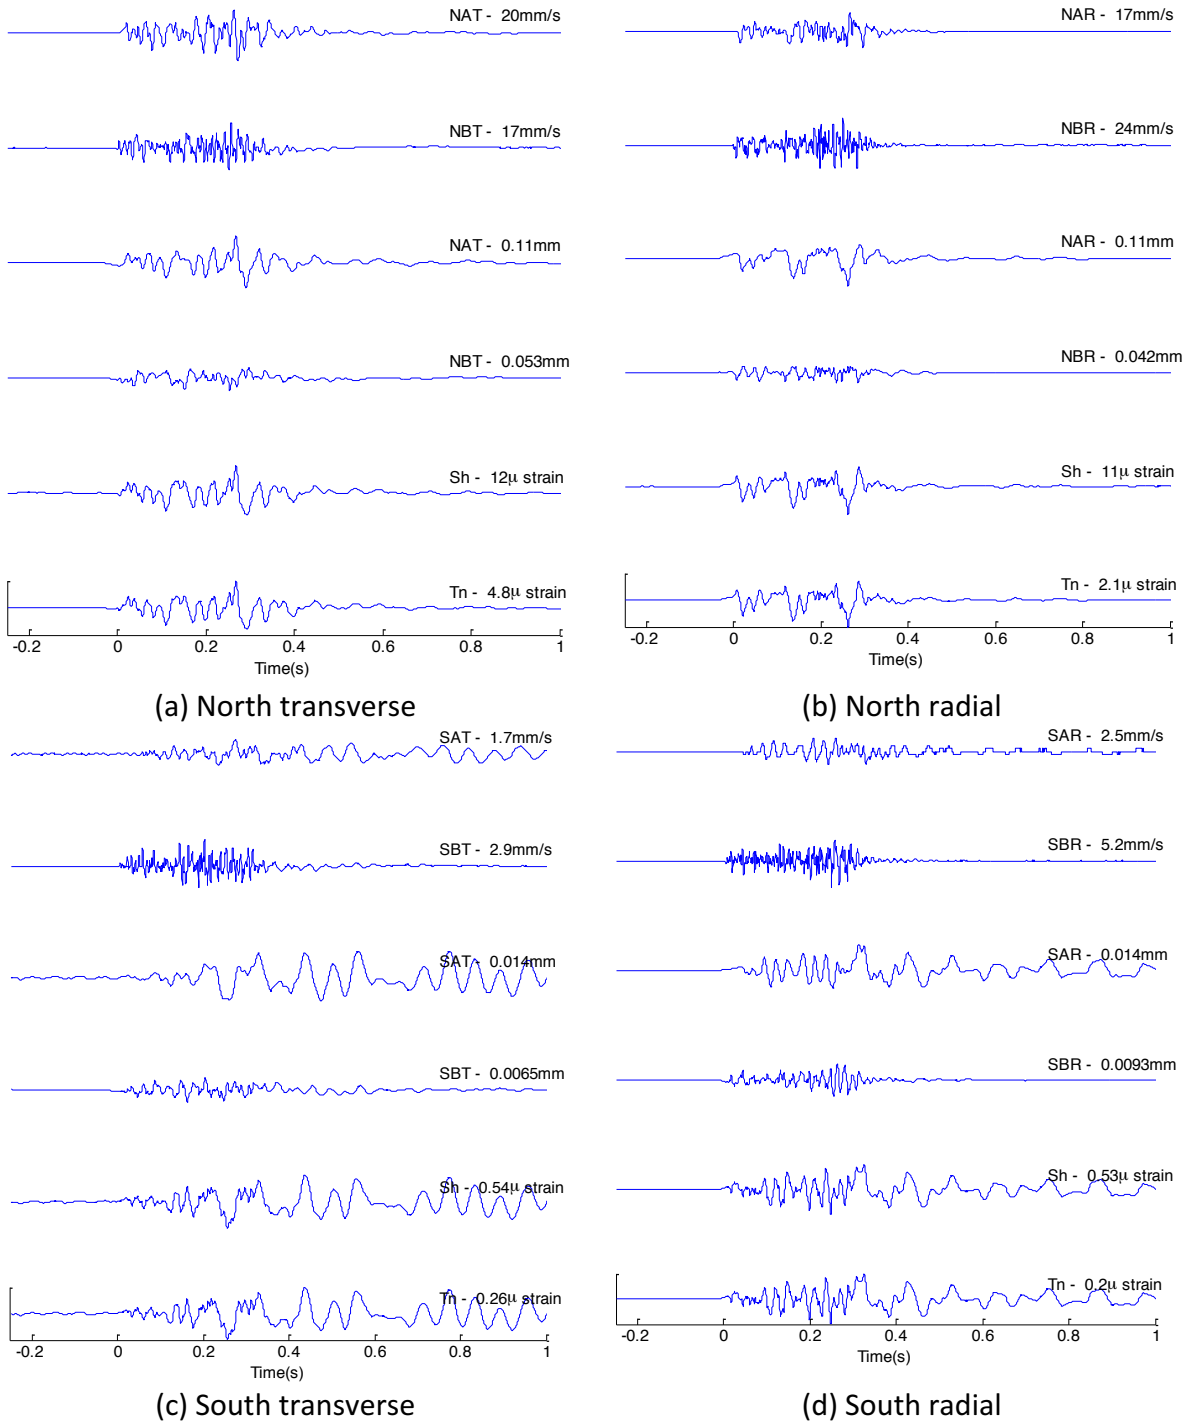 NAT - 20mm/s
NBT - 17mm/s
NAT - 0.11mm
NBT - 0.053mm
Sh - 12μ strain
Tn - 4.8μ strain
-0.2 0 0.2 0.4 0.6 0.8 1
Time(s)
(a) North transverse
NAR - 17mm/s
NBR - 24mm/s
NAR - 0.11mm
NBR - 0.042mm
Sh - 11μ strain
Tn - 2.1μ strain
-0.2 0 0.2 0.4 0.6 0.8 1
Time(s)
(b) North radial
SAT - 1.7mm/s
SBT - 2.9mm/s
SAT - 0.014mm
SBT - 0.0065mm
Sh - 0.54μ strain
Tn - 0.26μ strain
-0.2 0 0.2 0.4 0.6 0.8 1
Time(s)
(c) South transverse
SAR - 2.5mm/s
SBR - 5.2mm/s
SAR - 0.014mm
SBR - 0.0093mm
Sh - 0.53μ strain
Tn - 0.2μ strain
-0.2 0 0.2 0.4 0.6 0.8 1
Time(s)
(d) South radial